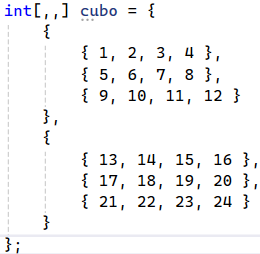 int[,,] cubo = {
    {
        { 1, 2, 3, 4 },
        { 5, 6, 7, 8 },
        { 9, 10, 11, 12 }
    },
    {
        { 13, 14, 15, 16 },
        { 17, 18, 19, 20 },
        { 21, 22, 23, 24 }
    }
};